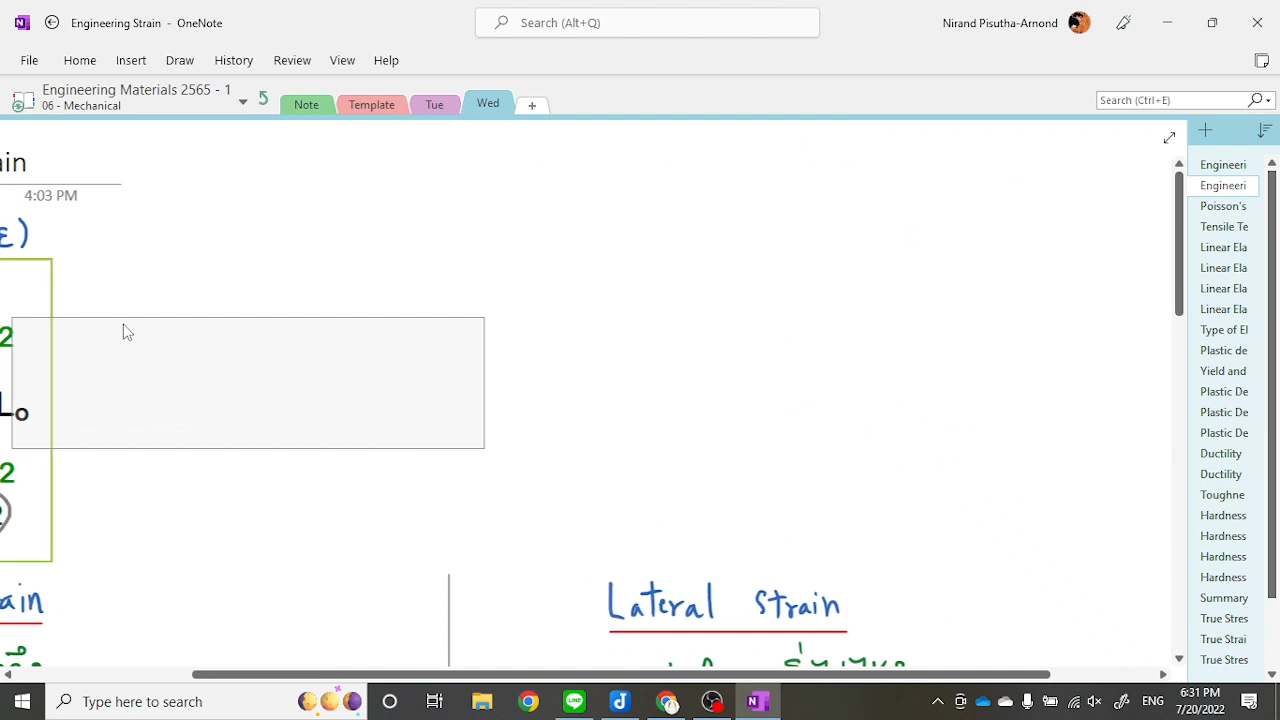 Engineering Strain - OneNote
Search (Alt+Q)
Nirand Pisutha-Arnond
File Home Insert Draw History Review View Help
Engineering Materials 2565 - 1
06 - Mechanical
Note Template Tue Wed
Search (Ctrl+E)
ain
4:03 PM
ε)
2
Lo
2
ain
Lateral Strain
Engineeri
Engineeri
Poisson's
Tensile Te
Linear Ela
Linear Ela
Linear Ela
Linear Ela
Type of El
Plastic de
Yield and
Plastic De
Plastic De
Plastic De
Ductility
Ductility
Toughne
Hardness
Hardness
Hardness
Hardness
Summary
True Stres
True Strai
True Stres
Type here to search
ENG
6:31 PM
7/20/2022